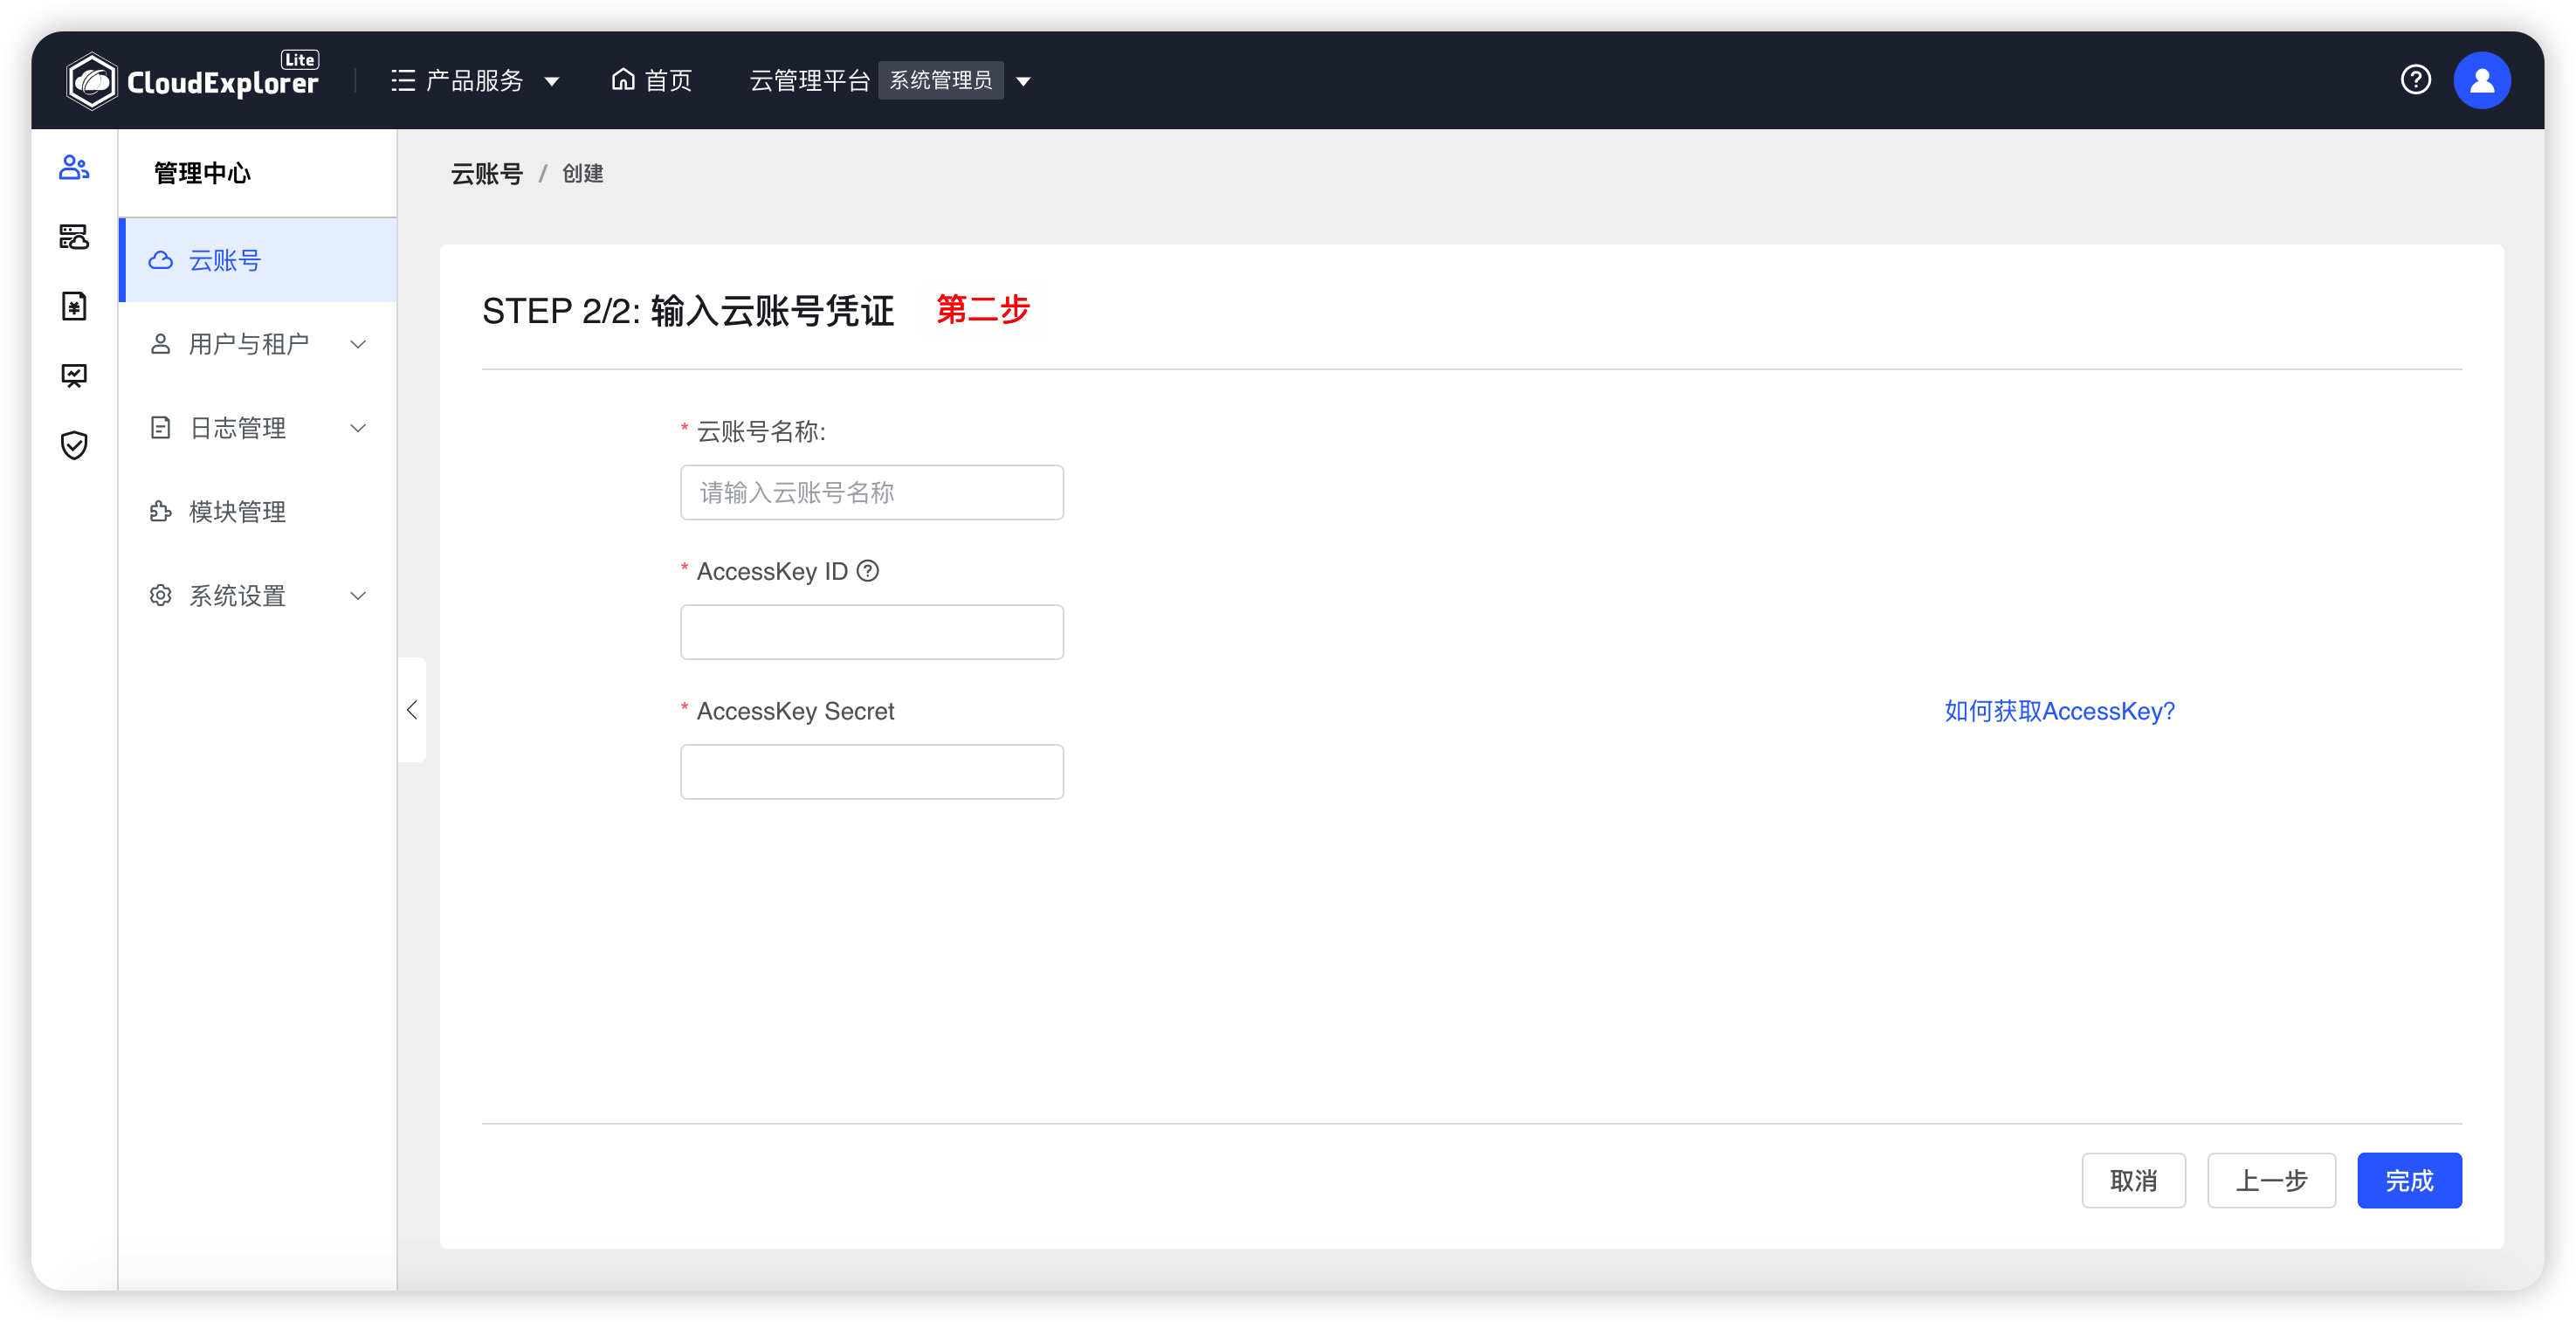 CloudExplorer Lite
产品服务
首页
云管理平台 系统管理员
管理中心
云账号
用户与租户
日志管理
模块管理
系统设置
云账号 / 创建
STEP 2/2: 输入云账号凭证 第二步
* 云账号名称:
请输入云账号名称
* AccessKey ID
* AccessKey Secret
如何获取AccessKey?
取消 上一步 完成